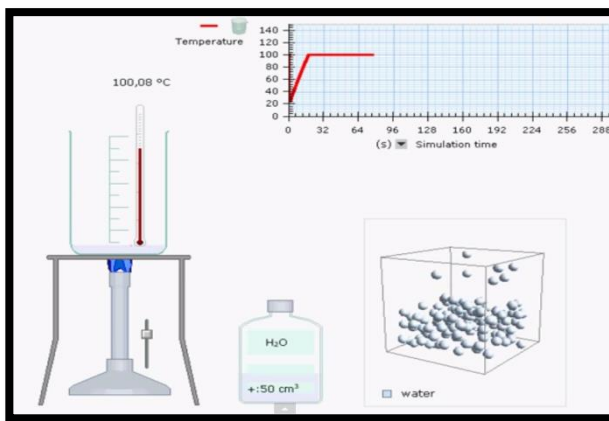 Temperature
140
120
100
80
60
40
20
0
0 32 64 96 128 160 192 224 256 288
(s) Simulation time
100,08 °C
H₂O
+:50 cm³
water